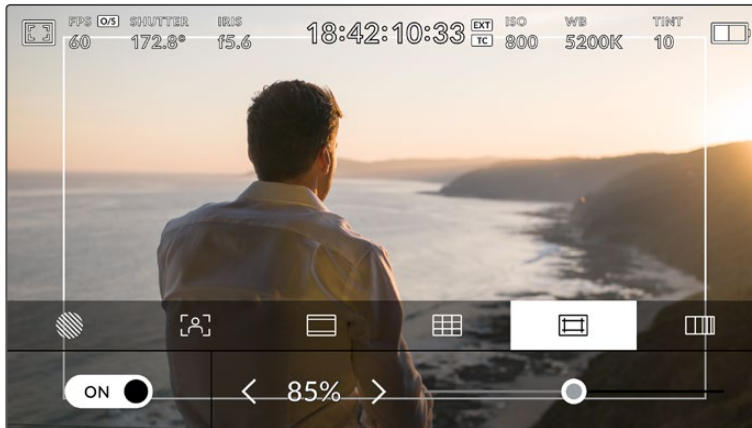 FPS O/S SHUTTER IRIS 18:42:10:33 EXT TC ISO WB TINT
60 172.8° f5.6 800 5200K 10
ON 85%